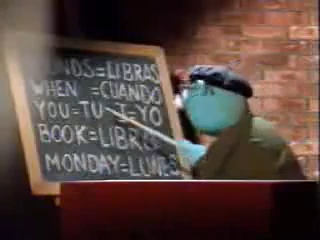 LIBRAS
WHEN =CUANDO
YOU=TU I=YO
BOOK=LIBRO
MONDAY=LUNES